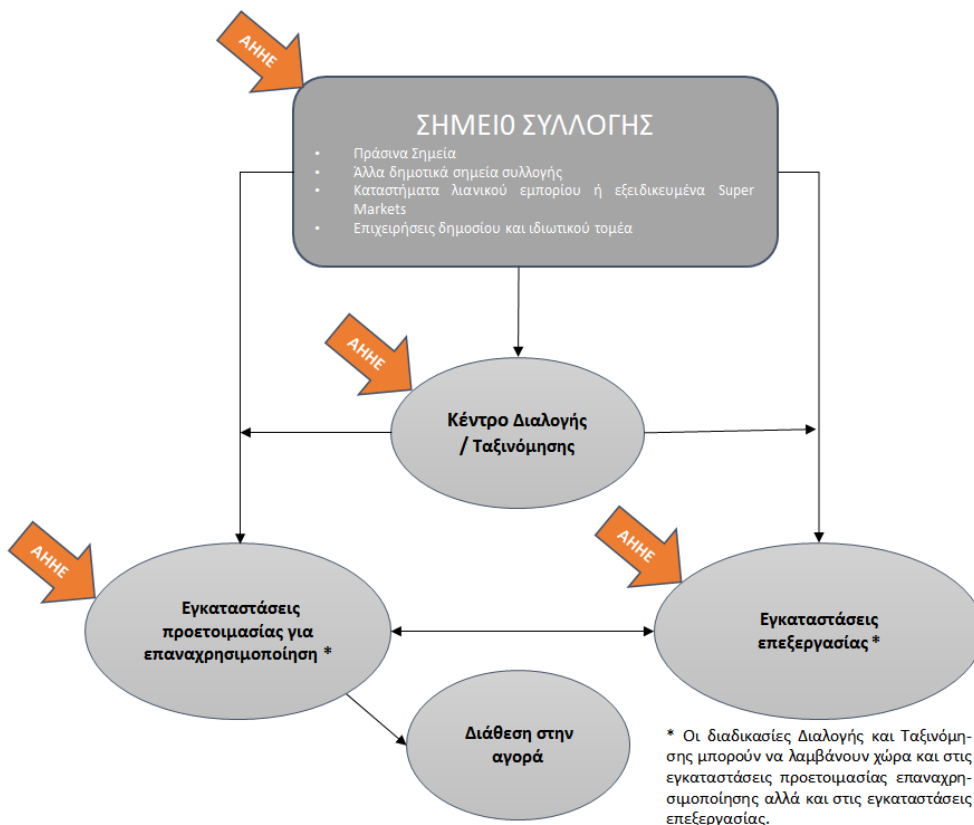 ΑΗΗΕ
ΣΗΜΕΙ0 ΣΥΛΛΟΓΗΣ
• Πράσινα Σημεία
• Άλλα δημοτικά σημεία συλλογής
• Καταστήματα λιανικού εμπορίου ή εξειδικευμένα Super
Markets
• Επιχειρήσεις δημοσίου και ιδιωτικού τομέα
ΑΗΗΕ
Κέντρο Διαλογής
/ Ταξινόμησης
ΑΗΗΕ
Εγκαταστάσεις
προετοιμασίας για
επαναχρησιμοποίηση *
ΑΗΗΕ
Εγκαταστάσεις
επεξεργασίας *
Διάθεση στην
αγορά
* Οι διαδικασίες Διαλογής και Ταξινόμη-
σης μπορούν να λαμβάνουν χώρα και στις
εγκαταστάσεις προετοιμασίας επαναχρη-
σιμοποίησης αλλά και στις εγκαταστάσεις
επεξεργασίας.